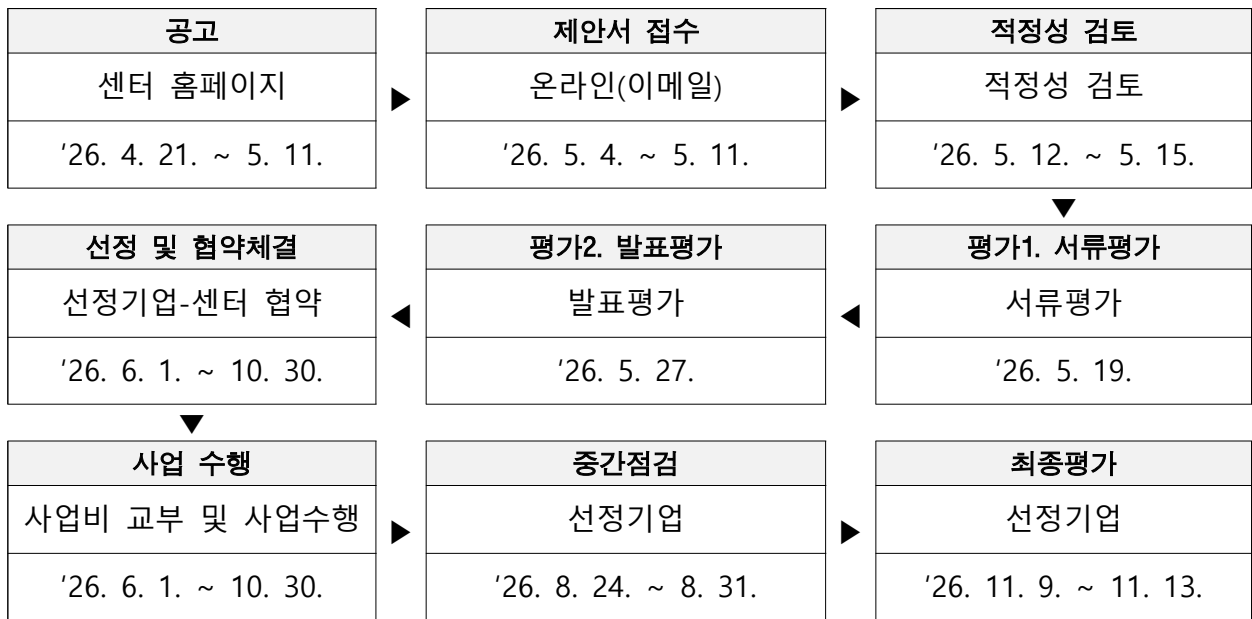 공고
센터 홈페이지
'26. 4. 21. ~ 5. 11.
▶
제안서 접수
온라인(이메일)
'26. 5. 4. ~ 5. 11.
▶
적정성 검토
적정성 검토
'26. 5. 12. ~ 5. 15.
▼
평가1. 서류평가
서류평가
'26. 5. 19.
◀
평가2. 발표평가
발표평가
'26. 5. 27.
◀
선정 및 협약체결
선정기업-센터 협약
'26. 6. 1. ~ 10. 30.
▼
사업 수행
사업비 교부 및 사업수행
'26. 6. 1. ~ 10. 30.
▶
중간점검
선정기업
'26. 8. 24. ~ 8. 31.
▶
최종평가
선정기업
'26. 11. 9. ~ 11. 13.